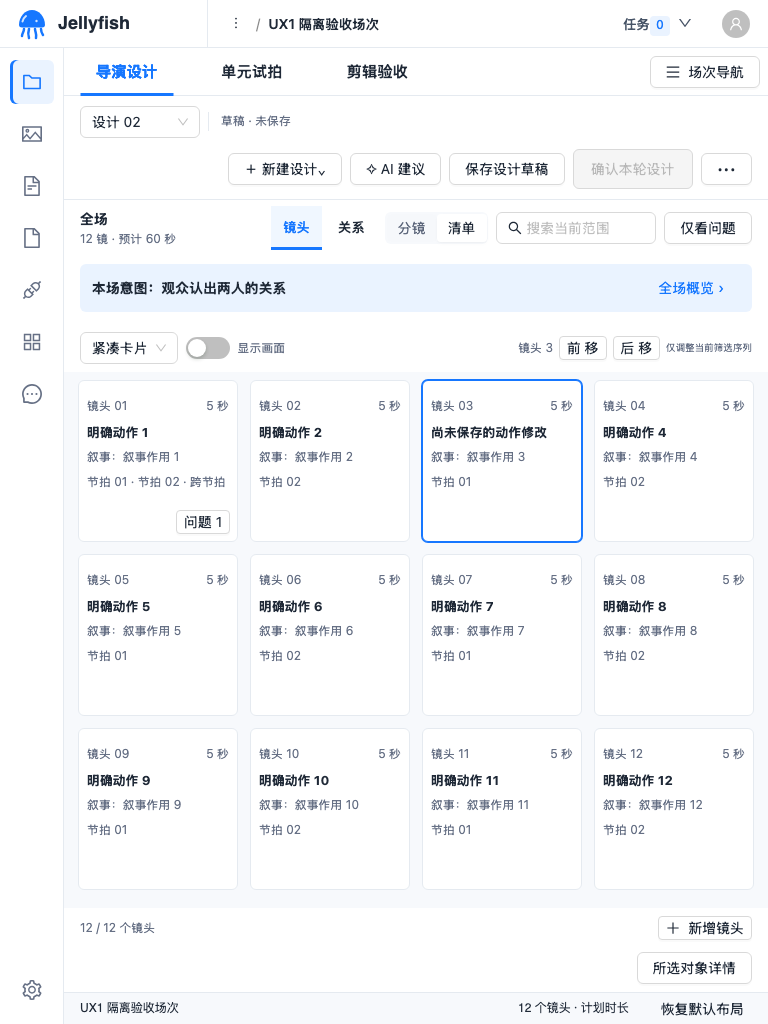 Jellyfish
/ UX1 隔离验收场次
任务 0
导演设计 单元试拍 剪辑验收 场次导航
设计 02 草稿 · 未保存
+ 新建设计 AI 建议 保存设计草稿 确认本轮设计 ···
全场
12 镜 · 预计 60 秒
镜头 关系 分镜 清单 搜索当前范围 仅看问题
本场意图：观众认出两人的关系 全场概览 ›
紧凑卡片 显示画面 镜头 3 前 移 后 移 仅调整当前筛选序列
镜头 01 5 秒 镜头 02 5 秒 镜头 03 5 秒 镜头 04 5 秒
明确动作 1 明确动作 2 尚未保存的动作修改 明确动作 4
叙事：叙事作用 1 叙事：叙事作用 2 叙事：叙事作用 3 叙事：叙事作用 4
节拍 01 · 节拍 02 · 跨节拍 节拍 02 节拍 01 节拍 02
问题 1
镜头 05 5 秒 镜头 06 5 秒 镜头 07 5 秒 镜头 08 5 秒
明确动作 5 明确动作 6 明确动作 7 明确动作 8
叙事：叙事作用 5 叙事：叙事作用 6 叙事：叙事作用 7 叙事：叙事作用 8
节拍 01 节拍 02 节拍 01 节拍 02
镜头 09 5 秒 镜头 10 5 秒 镜头 11 5 秒 镜头 12 5 秒
明确动作 9 明确动作 10 明确动作 11 明确动作 12
叙事：叙事作用 9 叙事：叙事作用 10 叙事：叙事作用 11 叙事：叙事作用 12
节拍 01 节拍 02 节拍 01 节拍 02
12 / 12 个镜头 + 新增镜头
所选对象详情
UX1 隔离验收场次 12 个镜头 · 计划时长 恢复默认布局